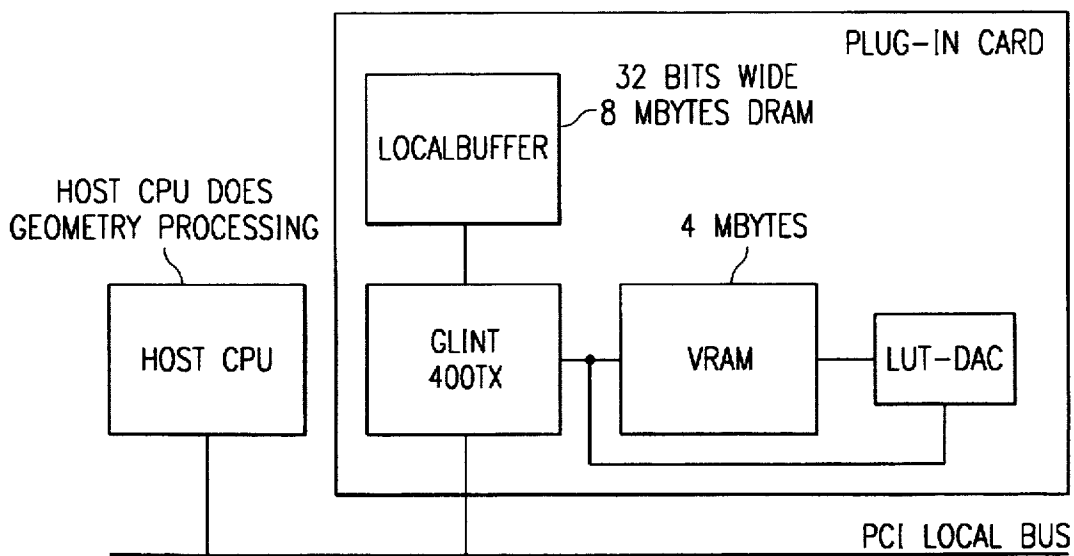 PLUG-IN CARD
32 BITS WIDE
8 MBYTES DRAM
LOCALBUFFER
HOST CPU DOES
GEOMETRY PROCESSING
4 MBYTES
HOST CPU
GLINT
400TX
VRAM
LUT-DAC
PCI LOCAL BUS